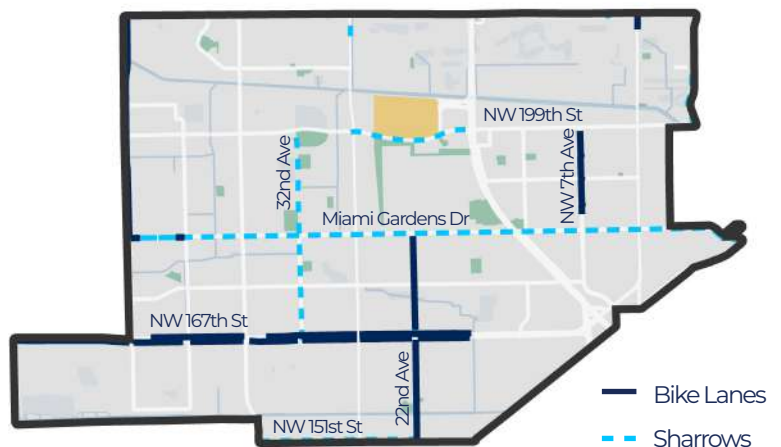 NW 199th St
32nd Ave
NW 7th Ave
Miami Gardens Dr
NW 167th St
22nd Ave
NW 151st St
Bike Lanes
Sharrows